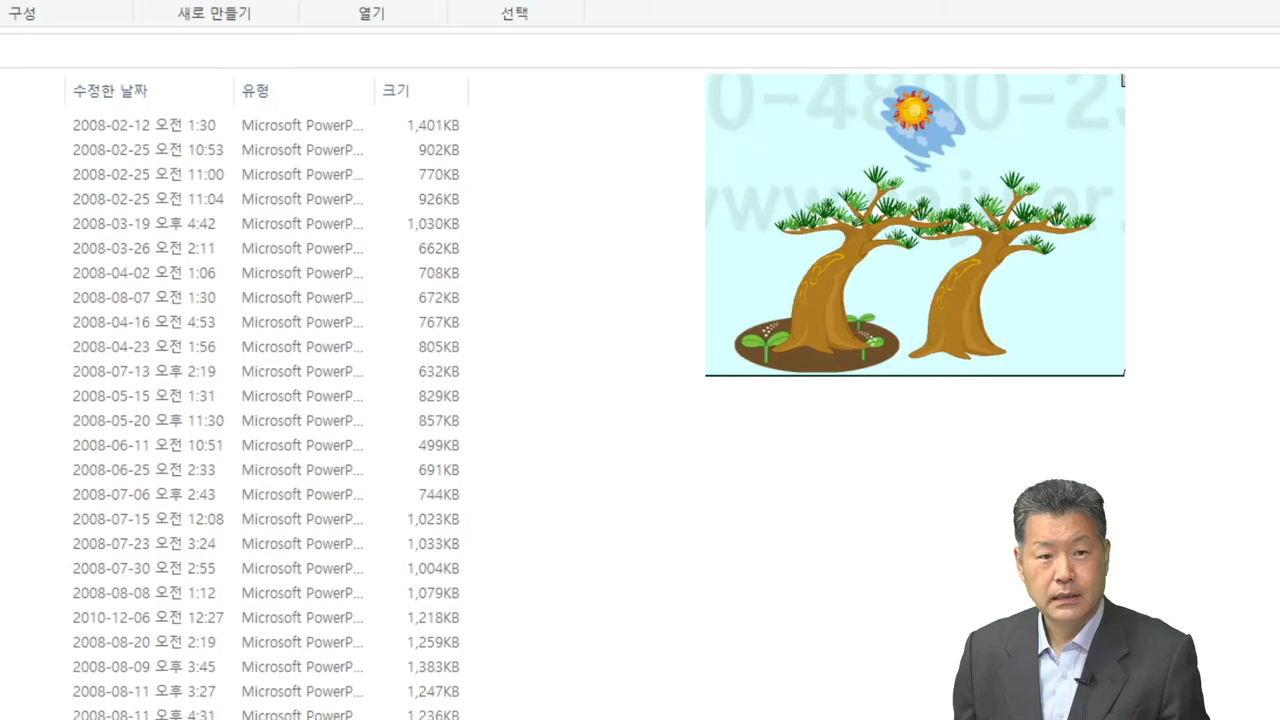 구성 새로 만들기 열기 선택
수정한 날짜 유형 크기
2008-02-12 오전 1:30 Microsoft PowerP... 1,401KB
2008-02-25 오전 10:53 Microsoft PowerP... 902KB
2008-02-25 오전 11:00 Microsoft PowerP... 770KB
2008-02-25 오전 11:04 Microsoft PowerP... 926KB
2008-03-19 오후 4:42 Microsoft PowerP... 1,030KB
2008-03-26 오전 2:11 Microsoft PowerP... 662KB
2008-04-02 오전 1:06 Microsoft PowerP... 708KB
2008-08-07 오전 1:30 Microsoft PowerP... 672KB
2008-04-16 오전 4:53 Microsoft PowerP... 767KB
2008-04-23 오전 1:56 Microsoft PowerP... 805KB
2008-07-13 오후 2:19 Microsoft PowerP... 632KB
2008-05-15 오전 1:31 Microsoft PowerP... 829KB
2008-05-20 오후 11:30 Microsoft PowerP... 857KB
2008-06-11 오전 10:51 Microsoft PowerP... 499KB
2008-06-25 오전 2:33 Microsoft PowerP... 691KB
2008-07-06 오후 2:43 Microsoft PowerP... 744KB
2008-07-15 오전 12:08 Microsoft PowerP... 1,023KB
2008-07-23 오전 3:24 Microsoft PowerP... 1,033KB
2008-07-30 오전 2:55 Microsoft PowerP... 1,004KB
2008-08-08 오전 1:12 Microsoft PowerP... 1,079KB
2010-12-06 오전 12:27 Microsoft PowerP... 1,218KB
2008-08-20 오전 2:19 Microsoft PowerP... 1,259KB
2008-08-09 오후 3:45 Microsoft PowerP... 1,383KB
2008-08-11 오후 3:27 Microsoft PowerP... 1,247KB
2008-08-11 오후 4:31 Microsoft PowerP 1,236KB